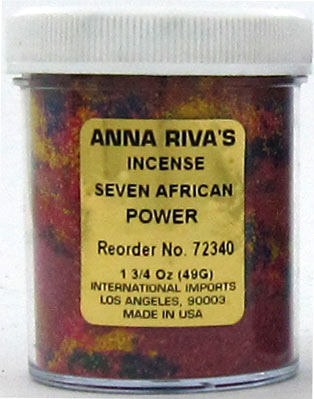 ANNA RIVA'S
INCENSE
SEVEN AFRICAN
POWER
Reorder No. 72340
1 3/4 Oz (49G)
INTERNATIONAL IMPORTS
LOS ANGELES, 90003
MADE IN USA